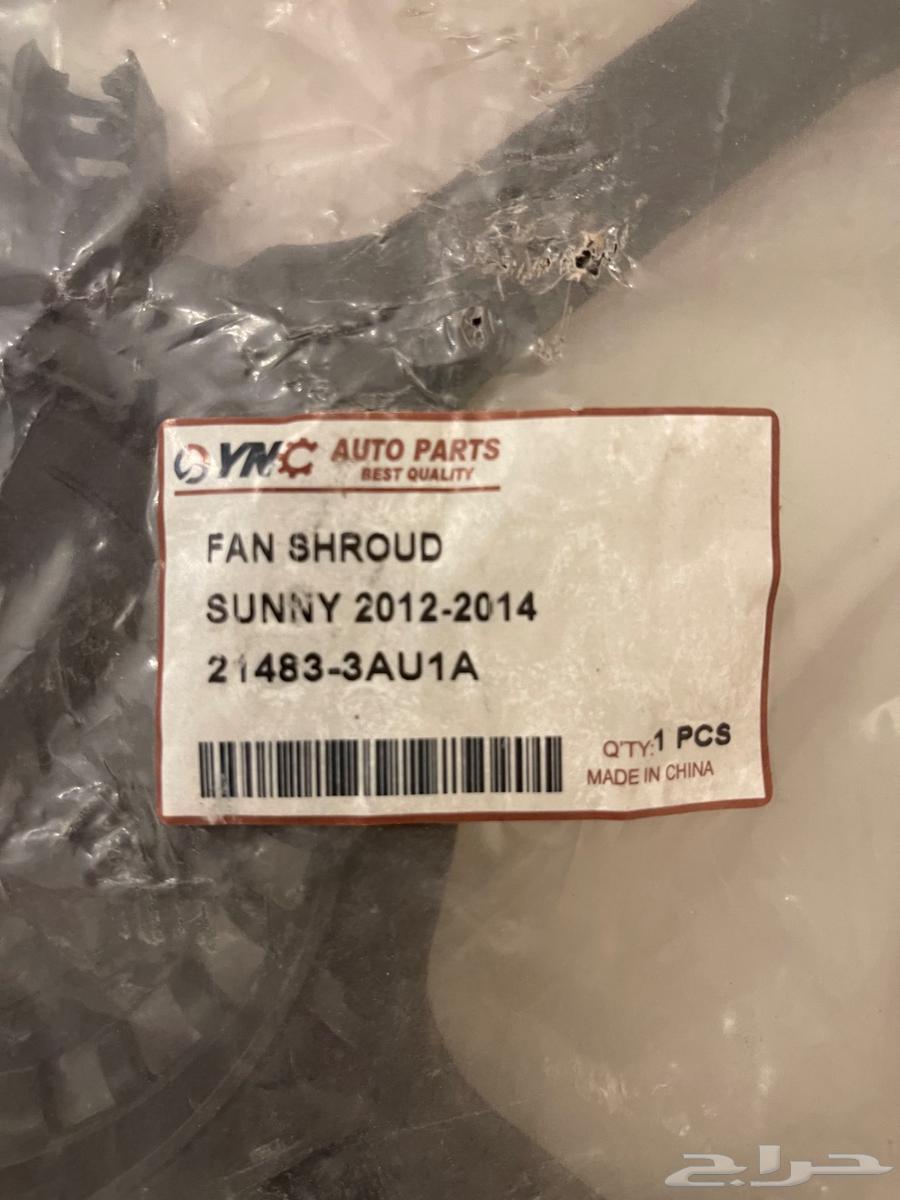 YNC AUTO PARTS
BEST QUALITY
FAN SHROUD
SUNNY 2012-2014
21483-3AU1A
Q'TY:1 PCS
MADE IN CHINA
حراج